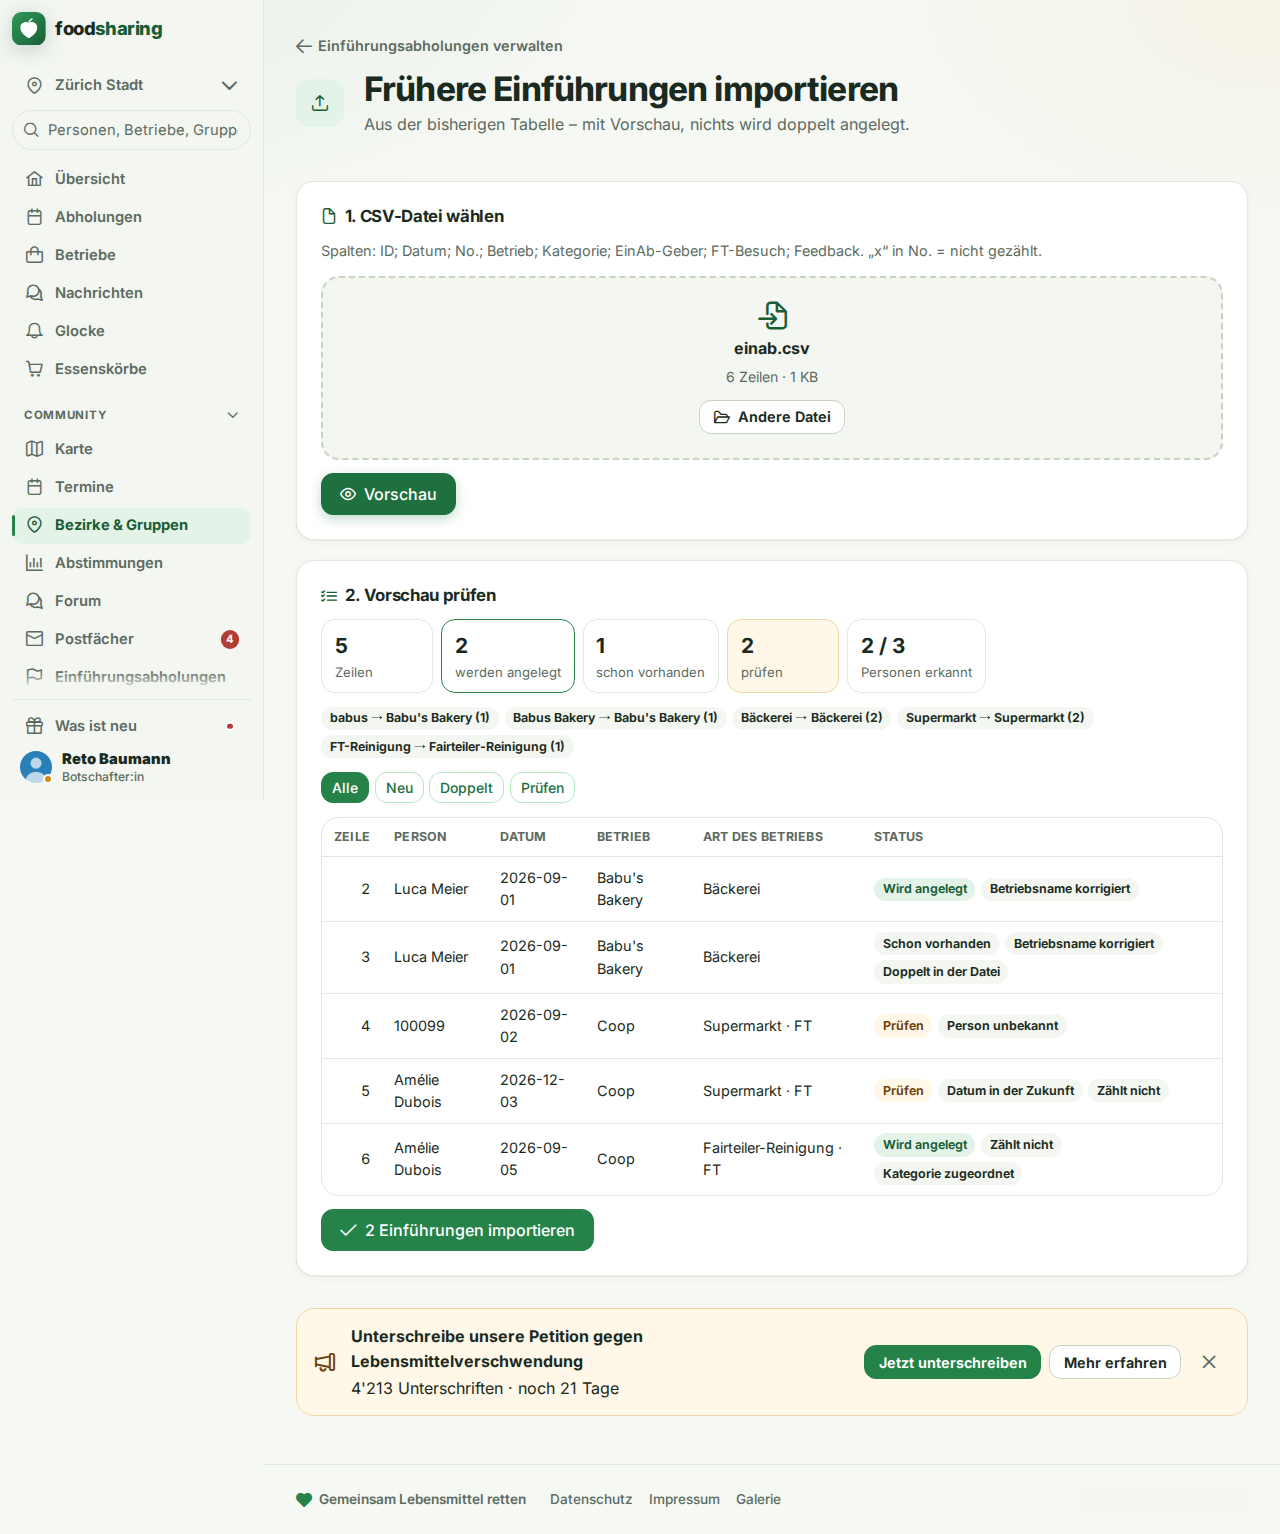 foodsharing
Zürich Stadt
Personen, Betriebe, Grupp
Übersicht
Abholungen
Betriebe
Nachrichten
Glocke
Essenskörbe
COMMUNITY
Karte
Termine
Bezirke & Gruppen
Abstimmungen
Forum
Postfächer 4
Einführungsabholungen
Was ist neu
Reto Baumann
Botschafter:in
Einführungsabholungen verwalten
Frühere Einführungen importieren
Aus der bisherigen Tabelle – mit Vorschau, nichts wird doppelt angelegt.
1. CSV-Datei wählen
Spalten: ID; Datum; No.; Betrieb; Kategorie; EinAb-Geber; FT-Besuch; Feedback. „x“ in No. = nicht gezählt.
einab.csv
6 Zeilen · 1 KB
Andere Datei
Vorschau
2. Vorschau prüfen
5 2 1 2 2 / 3
Zeilen werden angelegt schon vorhanden prüfen Personen erkannt
babus → Babu's Bakery (1) Babus Bakery → Babu's Bakery (1) Bäckerei → Bäckerei (2) Supermarkt → Supermarkt (2)
FT-Reinigung → Fairteiler-Reinigung (1)
Alle Neu Doppelt Prüfen
ZEILE PERSON DATUM BETRIEB ART DES BETRIEBS STATUS
2 Luca Meier 2026-09-01 Babu's Bakery Bäckerei Wird angelegt Betriebsname korrigiert
3 Luca Meier 2026-09-01 Babu's Bakery Bäckerei Schon vorhanden Betriebsname korrigiert
Doppelt in der Datei
4 100099 2026-09-02 Coop Supermarkt · FT Prüfen Person unbekannt
5 Amélie Dubois 2026-12-03 Coop Supermarkt · FT Prüfen Datum in der Zukunft Zählt nicht
6 Amélie Dubois 2026-09-05 Coop Fairteiler-Reinigung · FT Wird angelegt Zählt nicht
Kategorie zugeordnet
2 Einführungen importieren
Unterschreibe unsere Petition gegen
Lebensmittelverschwendung
4'213 Unterschriften · noch 21 Tage
Jetzt unterschreiben Mehr erfahren
Gemeinsam Lebensmittel retten Datenschutz Impressum Galerie